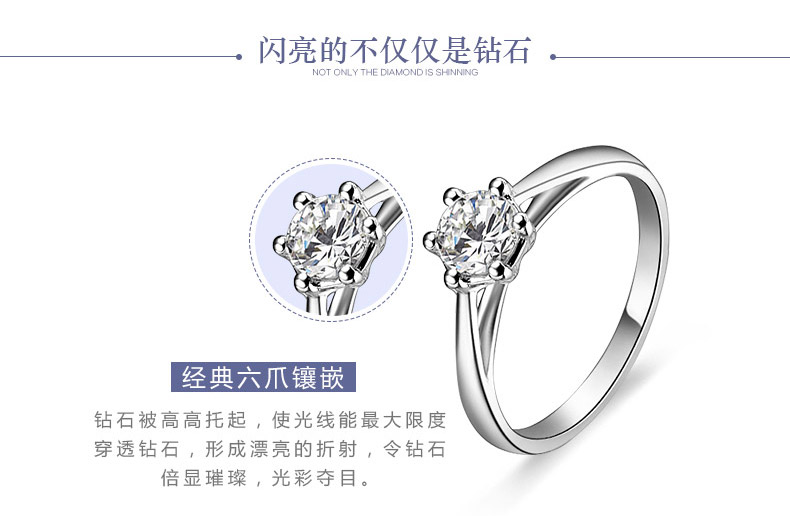 闪亮的不仅仅是钻石
NOT ONLY THE DIAMOND IS SHINNING
经典六爪镶嵌
钻石被高高托起，使光线能最大限度
穿透钻石，形成漂亮的折射，令钻石
倍显璀璨，光彩夺目。